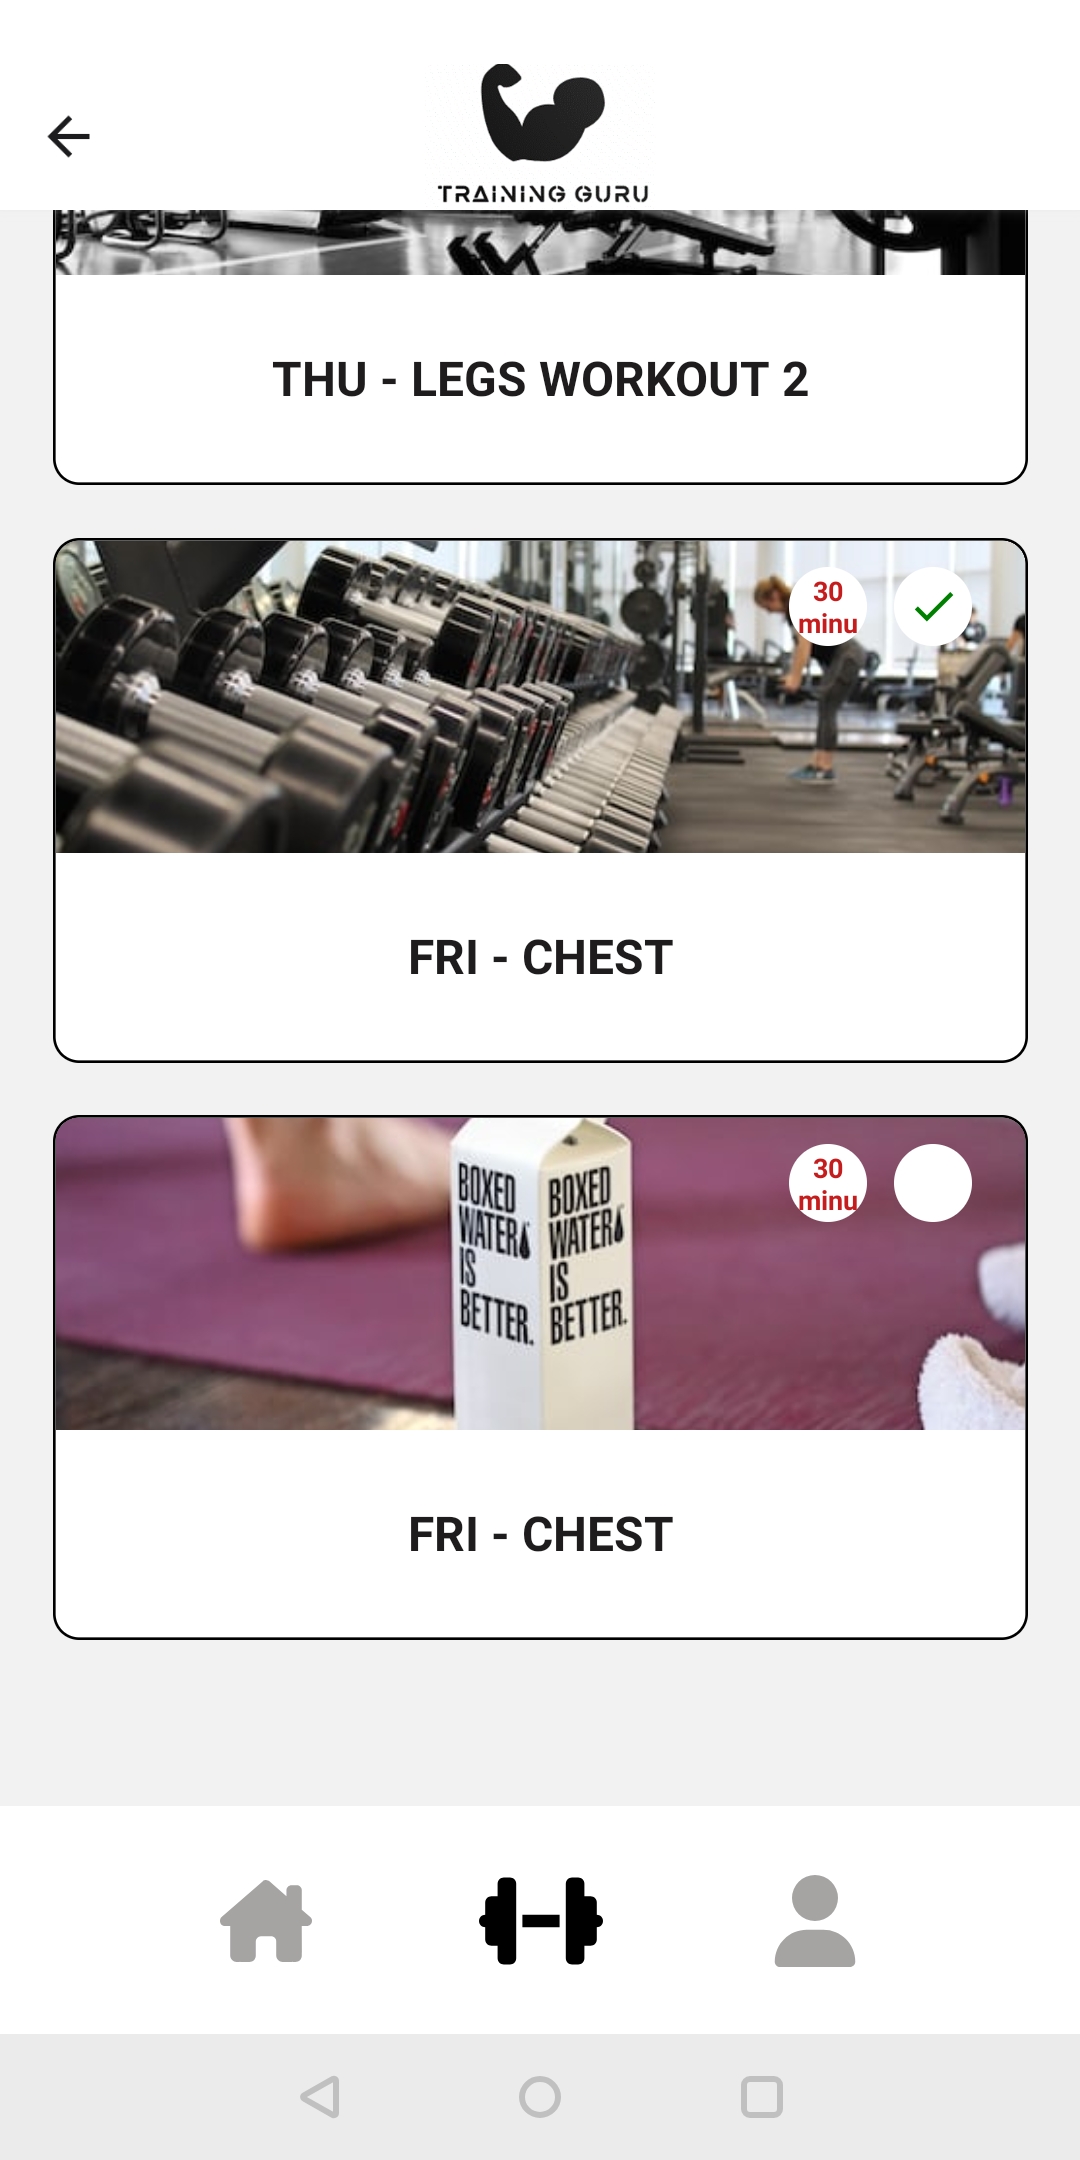 TRAINING GURU
THU - LEGS WORKOUT 2
30
minu
FRI - CHEST
BOXED
WATER
IS
BETTER.
BOXED
WATER
IS
BETTER.
30
minu
FRI - CHEST